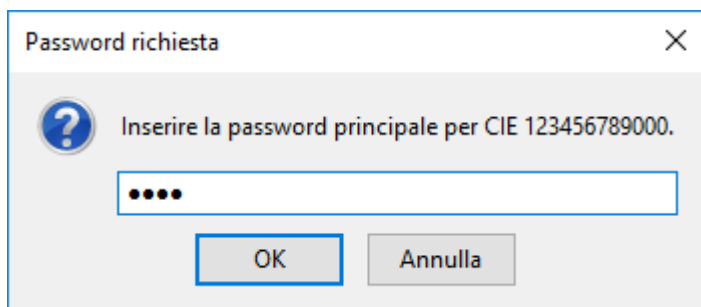 Password richiesta
Inserire la password principale per CIE 123456789000.
••••
OK Annulla